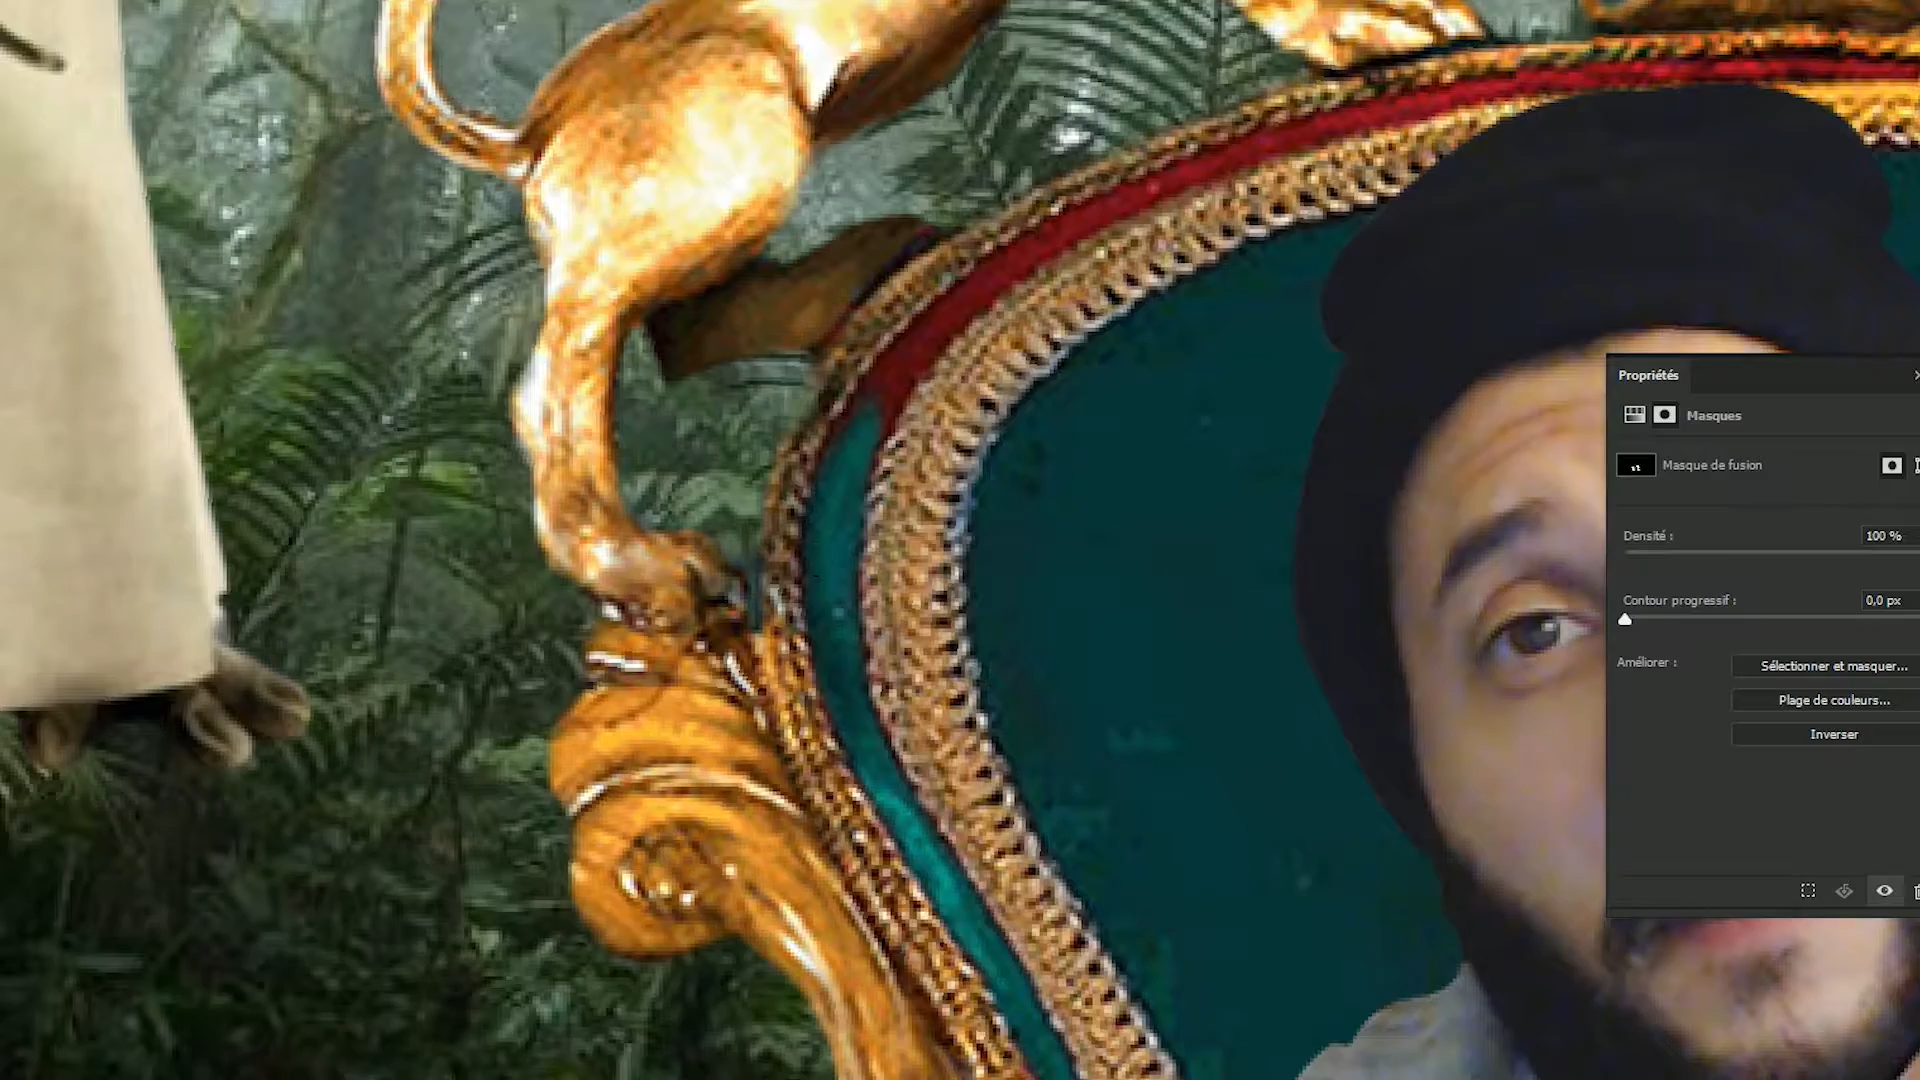 Propriétés
Masques
Masque de fusion
Densité :
100 %
Contour progressif :
0,0 px
Améliorer :
Sélectionner et masquer...
Plage de couleurs...
Inverser